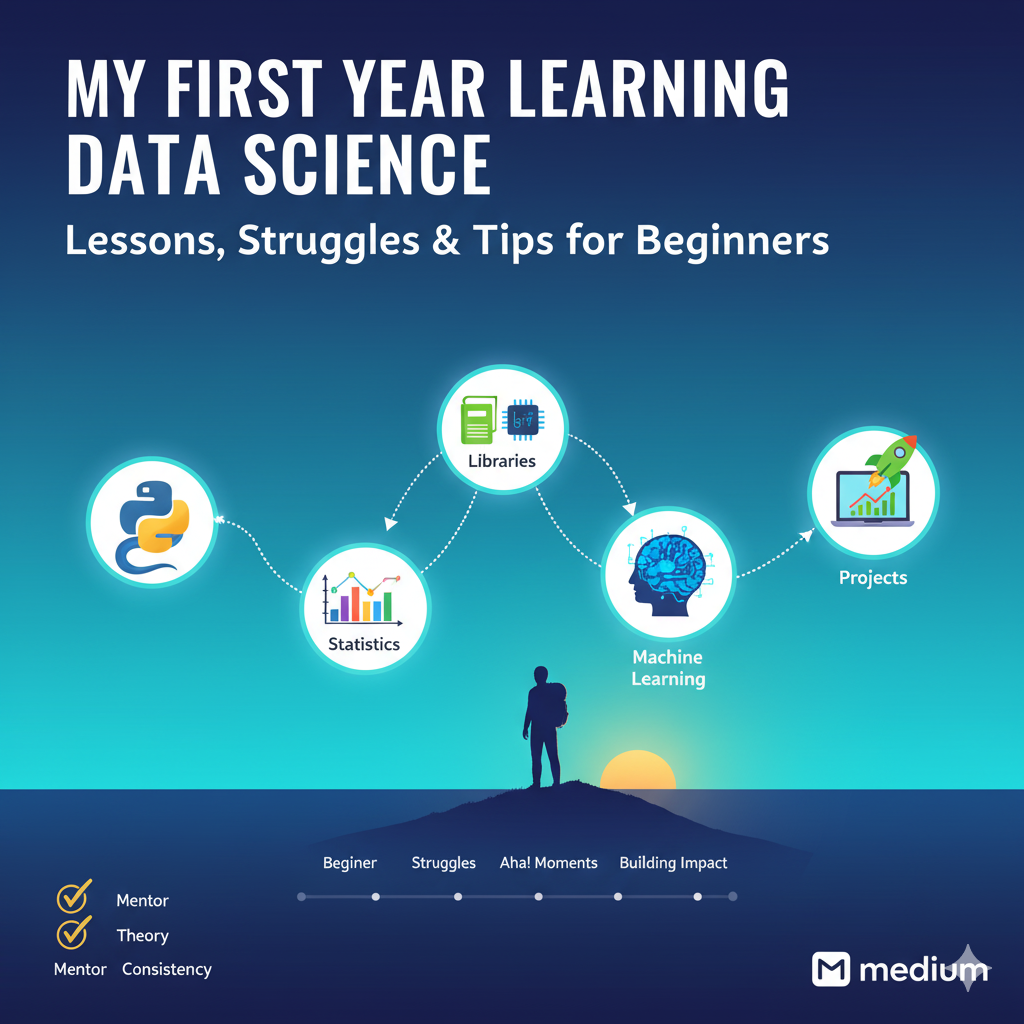 MY FIRST YEAR LEARNING
DATA SCIENCE
Lessons, Struggles & Tips for Beginners
Libraries
Statistics
Machine
Learning
Projects
Beginer Struggles Aha! Moments Building Impact
Mentor
Theory
Mentor Consistency
M medium